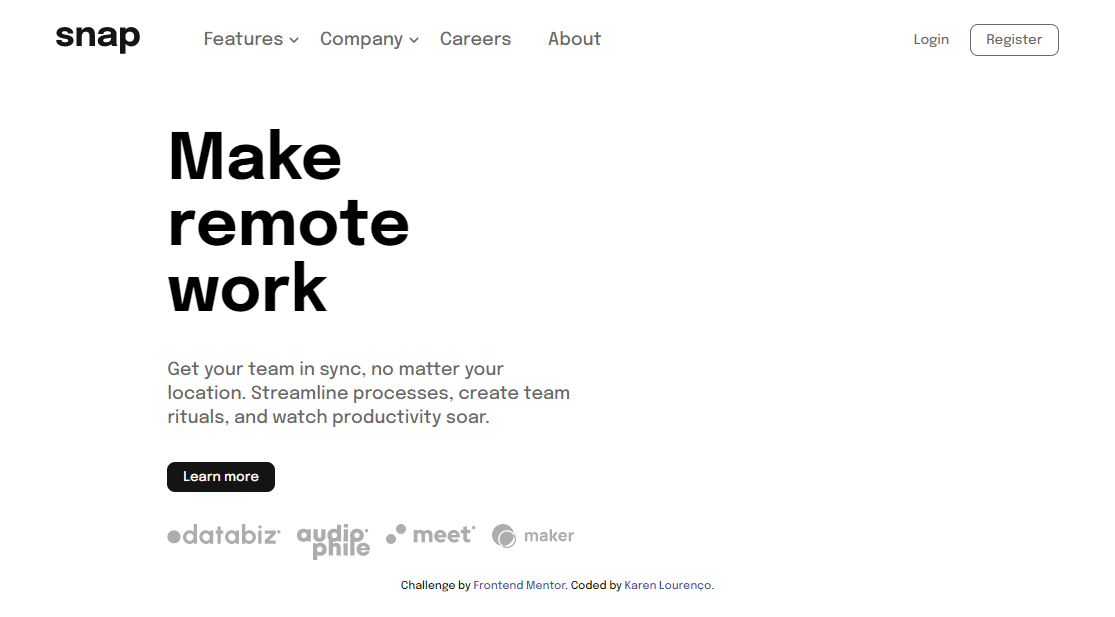 snap Features Company Careers About Login Register
Make
remote
work
Get your team in sync, no matter your
location. Streamline processes, create team
rituals, and watch productivity soar.
Learn more
databiz audiophile meet maker
Challenge by Frontend Mentor. Coded by Karen Lourenço.